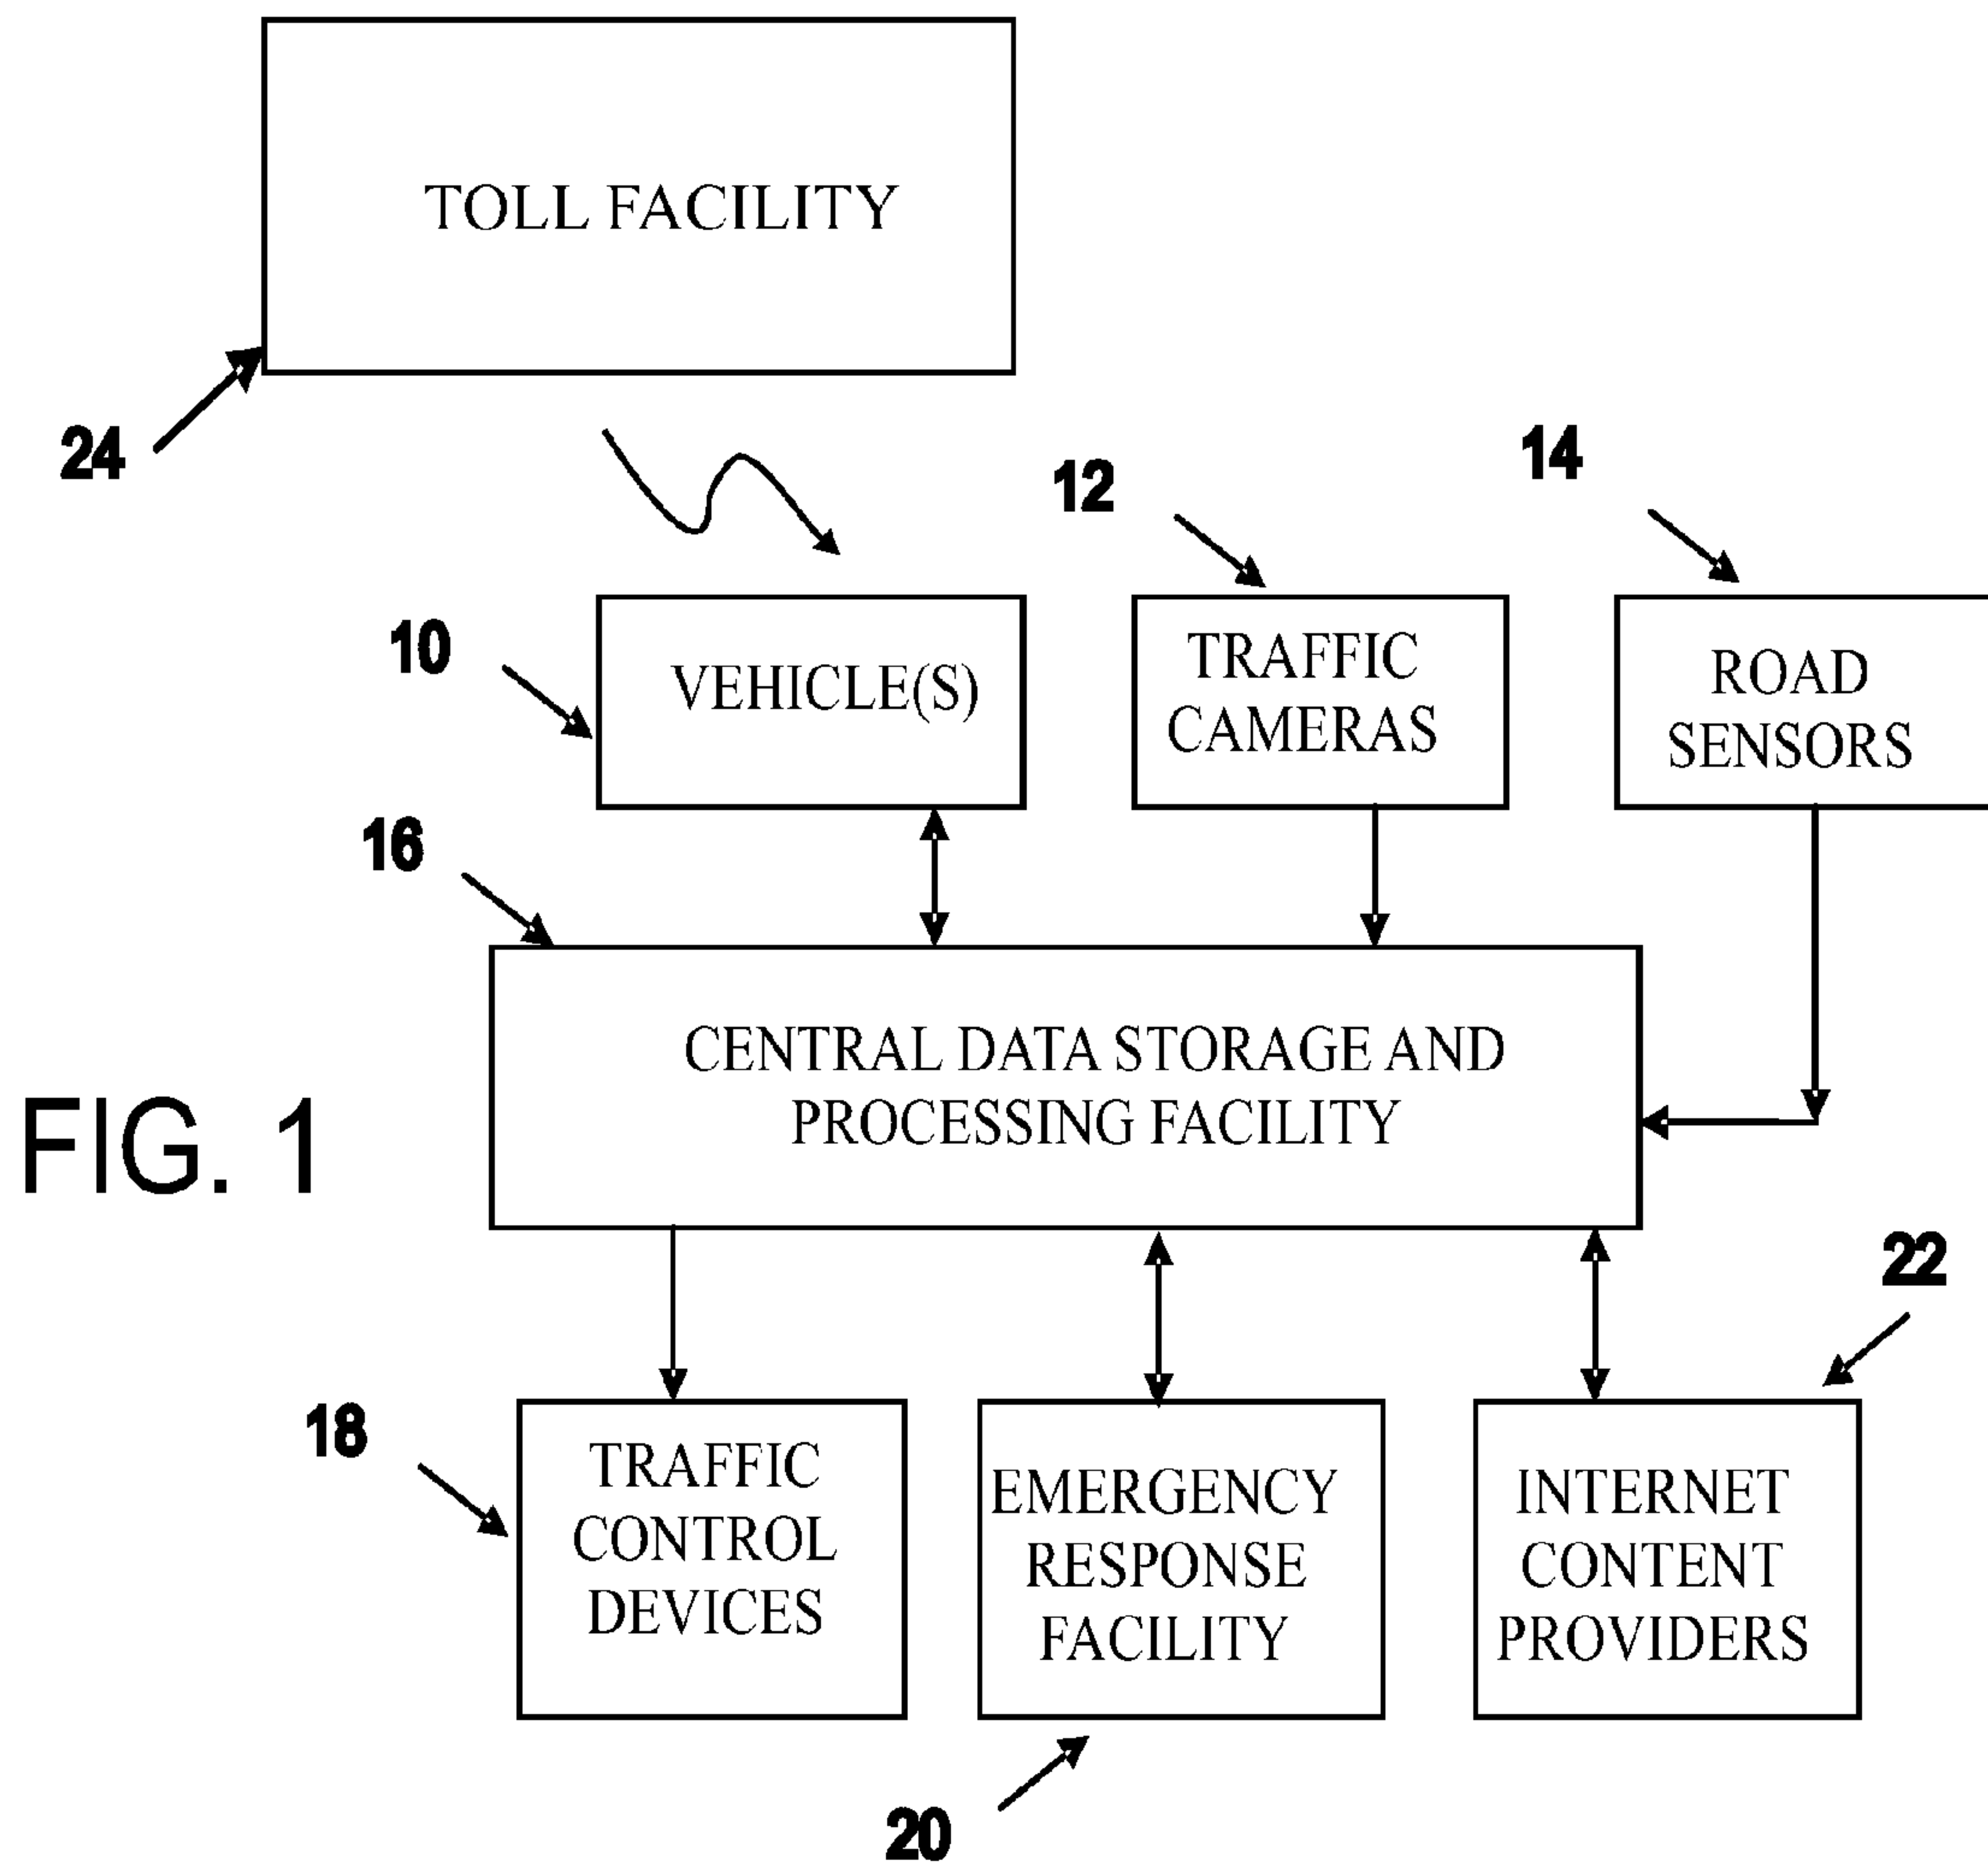 TOLL FACILITY
24
12
14
10
VEHICLE(S)
TRAFFIC
CAMERAS
ROAD
SENSORS
16
CENTRAL DATA STORAGE AND
PROCESSING FACILITY
FIG. 1
22
18
TRAFFIC
CONTROL
DEVICES
EMERGENCY
RESPONSE
FACILITY
INTERNET
CONTENT
PROVIDERS
20